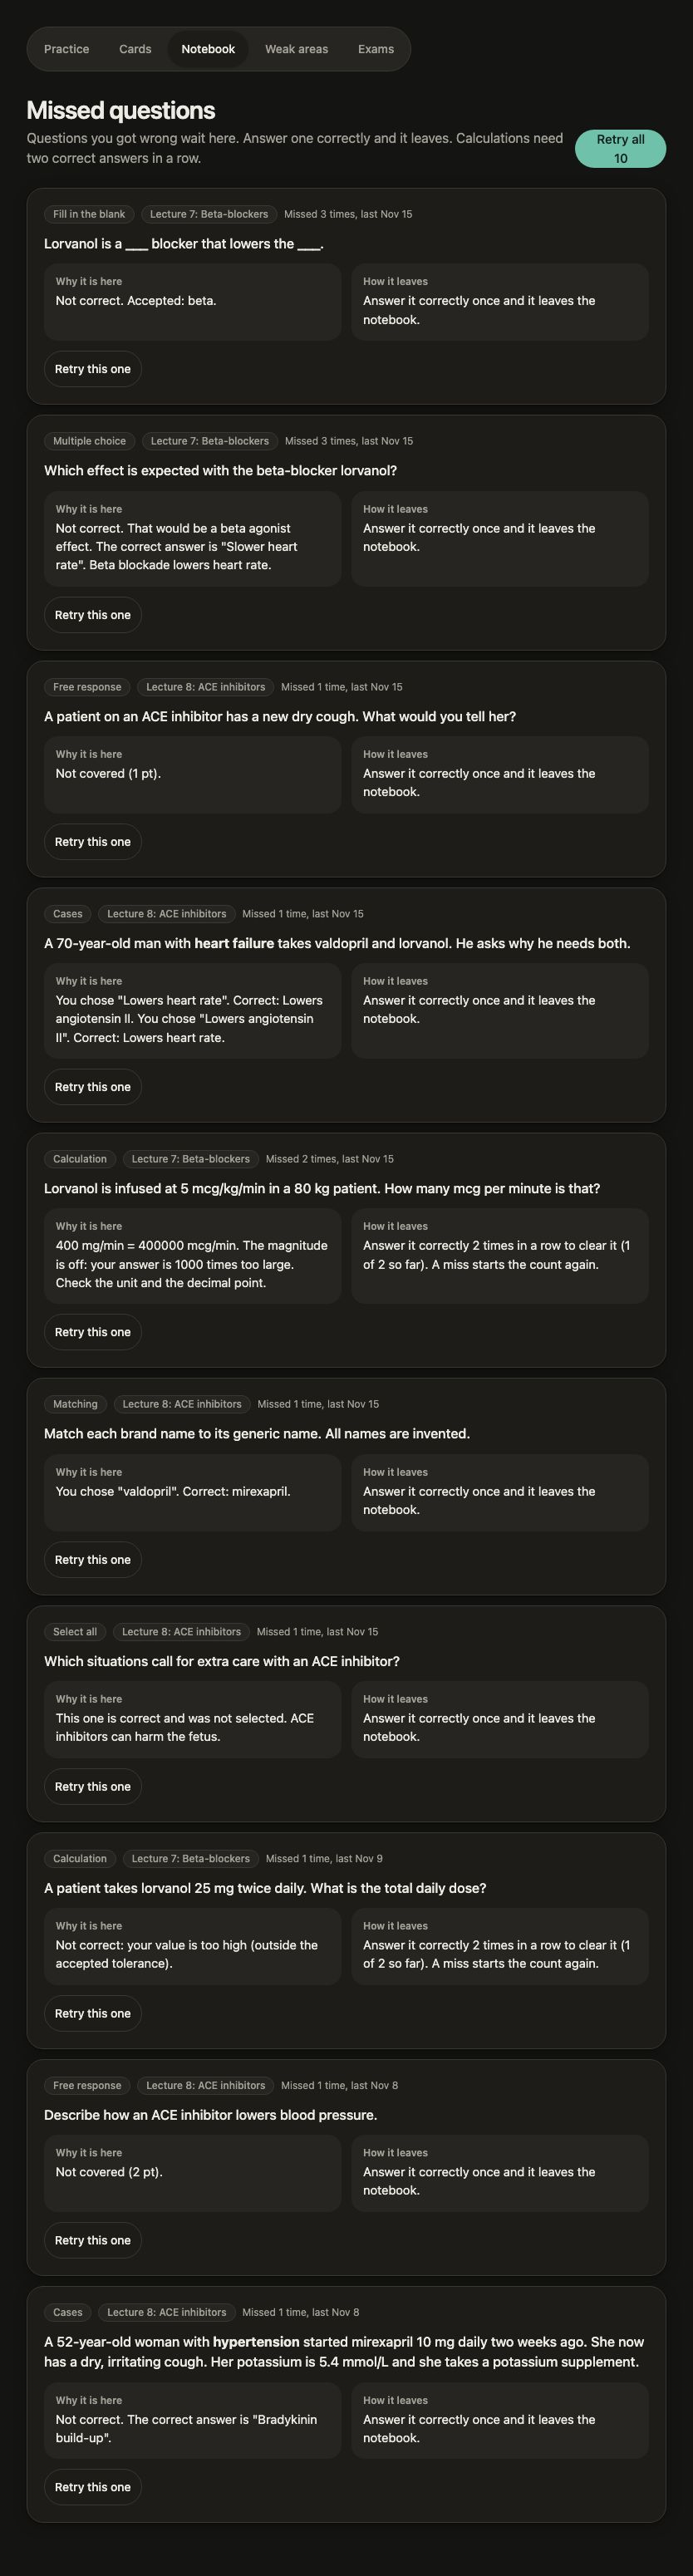 Practice
Cards
Notebook
Weak areas
Exams
Missed questions
Questions you got wrong wait here. Answer one correctly and it leaves. Calculations need
two correct answers in a row.
Retry all
10
Fill in the blank
Lecture 7: Beta-blockers
Missed 3 times, last Nov 15
Lorvanol is a ___ blocker that lowers the ___.
Why it is here
Not correct. Accepted: beta.
How it leaves
Answer it correctly once and it leaves the
notebook.
Retry this one
Multiple choice
Lecture 7: Beta-blockers
Missed 3 times, last Nov 15
Which effect is expected with the beta-blocker lorvanol?
Why it is here
Not correct. That would be a beta agonist
effect. The correct answer is "Slower heart
rate". Beta blockade lowers heart rate.
How it leaves
Answer it correctly once and it leaves the
notebook.
Retry this one
Free response
Lecture 8: ACE inhibitors
Missed 1 time, last Nov 15
A patient on an ACE inhibitor has a new dry cough. What would you tell her?
Why it is here
Not covered (1 pt).
How it leaves
Answer it correctly once and it leaves the
notebook.
Retry this one
Cases
Lecture 8: ACE inhibitors
Missed 1 time, last Nov 15
A 70-year-old man with heart failure takes valdopril and lorvanol. He asks why he needs both.
Why it is here
You chose "Lowers heart rate". Correct: Lowers
angiotensin II. You chose "Lowers angiotensin
II". Correct: Lowers heart rate.
How it leaves
Answer it correctly once and it leaves the
notebook.
Retry this one
Calculation
Lecture 7: Beta-blockers
Missed 2 times, last Nov 15
Lorvanol is infused at 5 mcg/kg/min in a 80 kg patient. How many mcg per minute is that?
Why it is here
400 mg/min = 400000 mcg/min. The magnitude
is off: your answer is 1000 times too large.
Check the unit and the decimal point.
How it leaves
Answer it correctly 2 times in a row to clear it (1
of 2 so far). A miss starts the count again.
Retry this one
Matching
Lecture 8: ACE inhibitors
Missed 1 time, last Nov 15
Match each brand name to its generic name. All names are invented.
Why it is here
You chose "valdopril". Correct: mirexapril.
How it leaves
Answer it correctly once and it leaves the
notebook.
Retry this one
Select all
Lecture 8: ACE inhibitors
Missed 1 time, last Nov 15
Which situations call for extra care with an ACE inhibitor?
Why it is here
This one is correct and was not selected. ACE
inhibitors can harm the fetus.
How it leaves
Answer it correctly once and it leaves the
notebook.
Retry this one
Calculation
Lecture 7: Beta-blockers
Missed 1 time, last Nov 9
A patient takes lorvanol 25 mg twice daily. What is the total daily dose?
Why it is here
Not correct: your value is too high (outside the
accepted tolerance).
How it leaves
Answer it correctly 2 times in a row to clear it (1
of 2 so far). A miss starts the count again.
Retry this one
Free response
Lecture 8: ACE inhibitors
Missed 1 time, last Nov 8
Describe how an ACE inhibitor lowers blood pressure.
Why it is here
Not covered (2 pt).
How it leaves
Answer it correctly once and it leaves the
notebook.
Retry this one
Cases
Lecture 8: ACE inhibitors
Missed 1 time, last Nov 8
A 52-year-old woman with hypertension started mirexapril 10 mg daily two weeks ago. She now
has a dry, irritating cough. Her potassium is 5.4 mmol/L and she takes a potassium supplement.
Why it is here
Not correct. The correct answer is "Bradykinin
build-up".
How it leaves
Answer it correctly once and it leaves the
notebook.
Retry this one